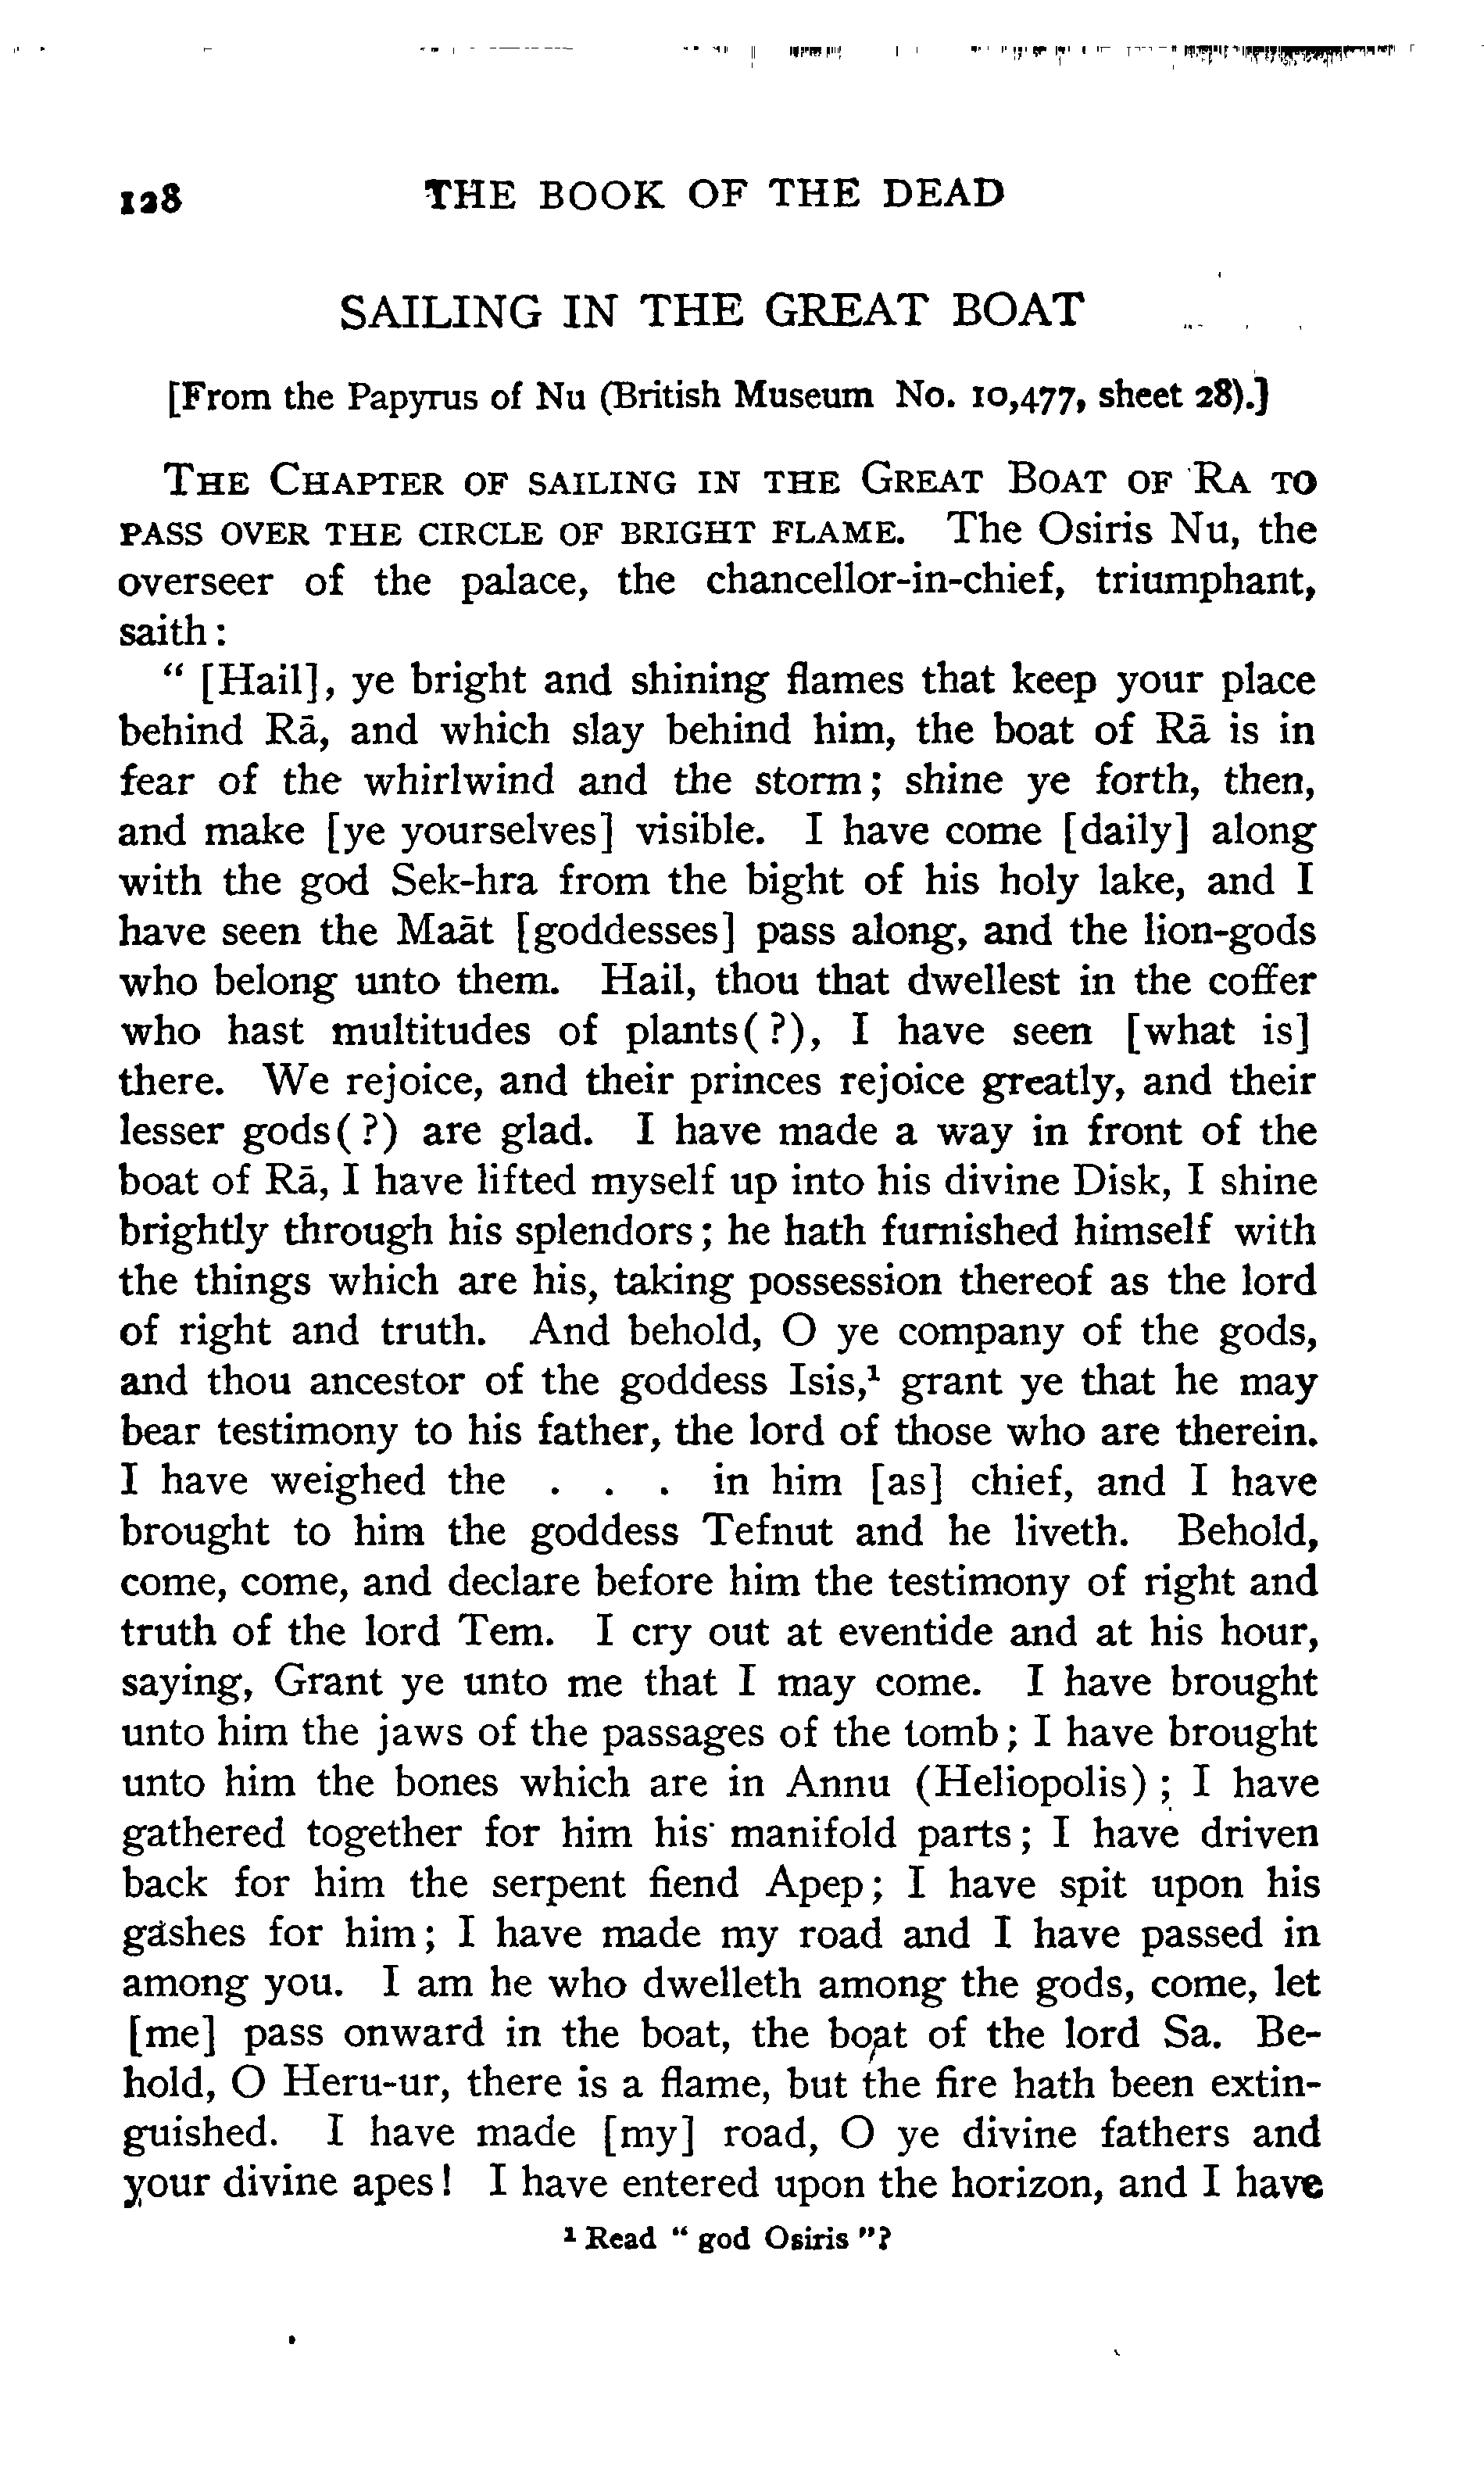 128 THE BOOK OF THE DEAD
SAILING IN THE GREAT BOAT
[From the Papyrus of Nu (British Museum No. 10,477, sheet 28).]
THE CHAPTER OF SAILING IN THE GREAT BOAT OF RA TO
PASS OVER THE CIRCLE OF BRIGHT FLAME. The Osiris Nu, the
overseer of the palace, the chancellor-in-chief, triumphant,
saith:
“ [Hail], ye bright and shining flames that keep your place
behind Rā, and which slay behind him, the boat of Rā is in
fear of the whirlwind and the storm; shine ye forth, then,
and make [ye yourselves] visible. I have come [daily] along
with the god Sek-hra from the bight of his holy lake, and I
have seen the Maāt [goddesses] pass along, and the lion-gods
who belong unto them. Hail, thou that dwellest in the coffer
who hast multitudes of plants(?), I have seen [what is]
there. We rejoice, and their princes rejoice greatly, and their
lesser gods(?) are glad. I have made a way in front of the
boat of Rā, I have lifted myself up into his divine Disk, I shine
brightly through his splendors; he hath furnished himself with
the things which are his, taking possession thereof as the lord
of right and truth. And behold, O ye company of the gods,
and thou ancestor of the goddess Isis,¹ grant ye that he may
bear testimony to his father, the lord of those who are therein.
I have weighed the . . . in him [as] chief, and I have
brought to him the goddess Tefnut and he liveth. Behold,
come, come, and declare before him the testimony of right and
truth of the lord Tem. I cry out at eventide and at his hour,
saying, Grant ye unto me that I may come. I have brought
unto him the jaws of the passages of the tomb; I have brought
unto him the bones which are in Annu (Heliopolis); I have
gathered together for him his manifold parts; I have driven
back for him the serpent fiend Apep; I have spit upon his
gashes for him; I have made my road and I have passed in
among you. I am he who dwelleth among the gods, come, let
[me] pass onward in the boat, the boat of the lord Sa. Be-
hold, O Heru-ur, there is a flame, but the fire hath been extin-
guished. I have made [my] road, O ye divine fathers and
your divine apes! I have entered upon the horizon, and I have
¹ Read “ god Osiris ”?